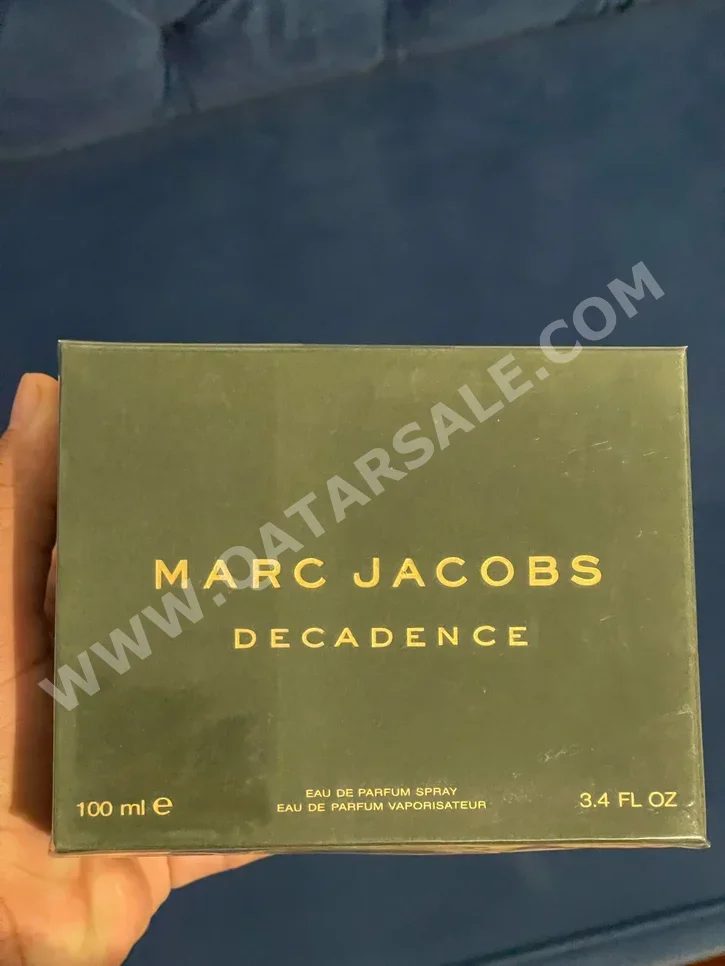 WWW.QATARSALE.COM
MARC JACOBS
DECADENCE
EAU DE PARFUM SPRAY
EAU DE PARFUM VAPORISATEUR
100 ml ℮
3.4 FL OZ